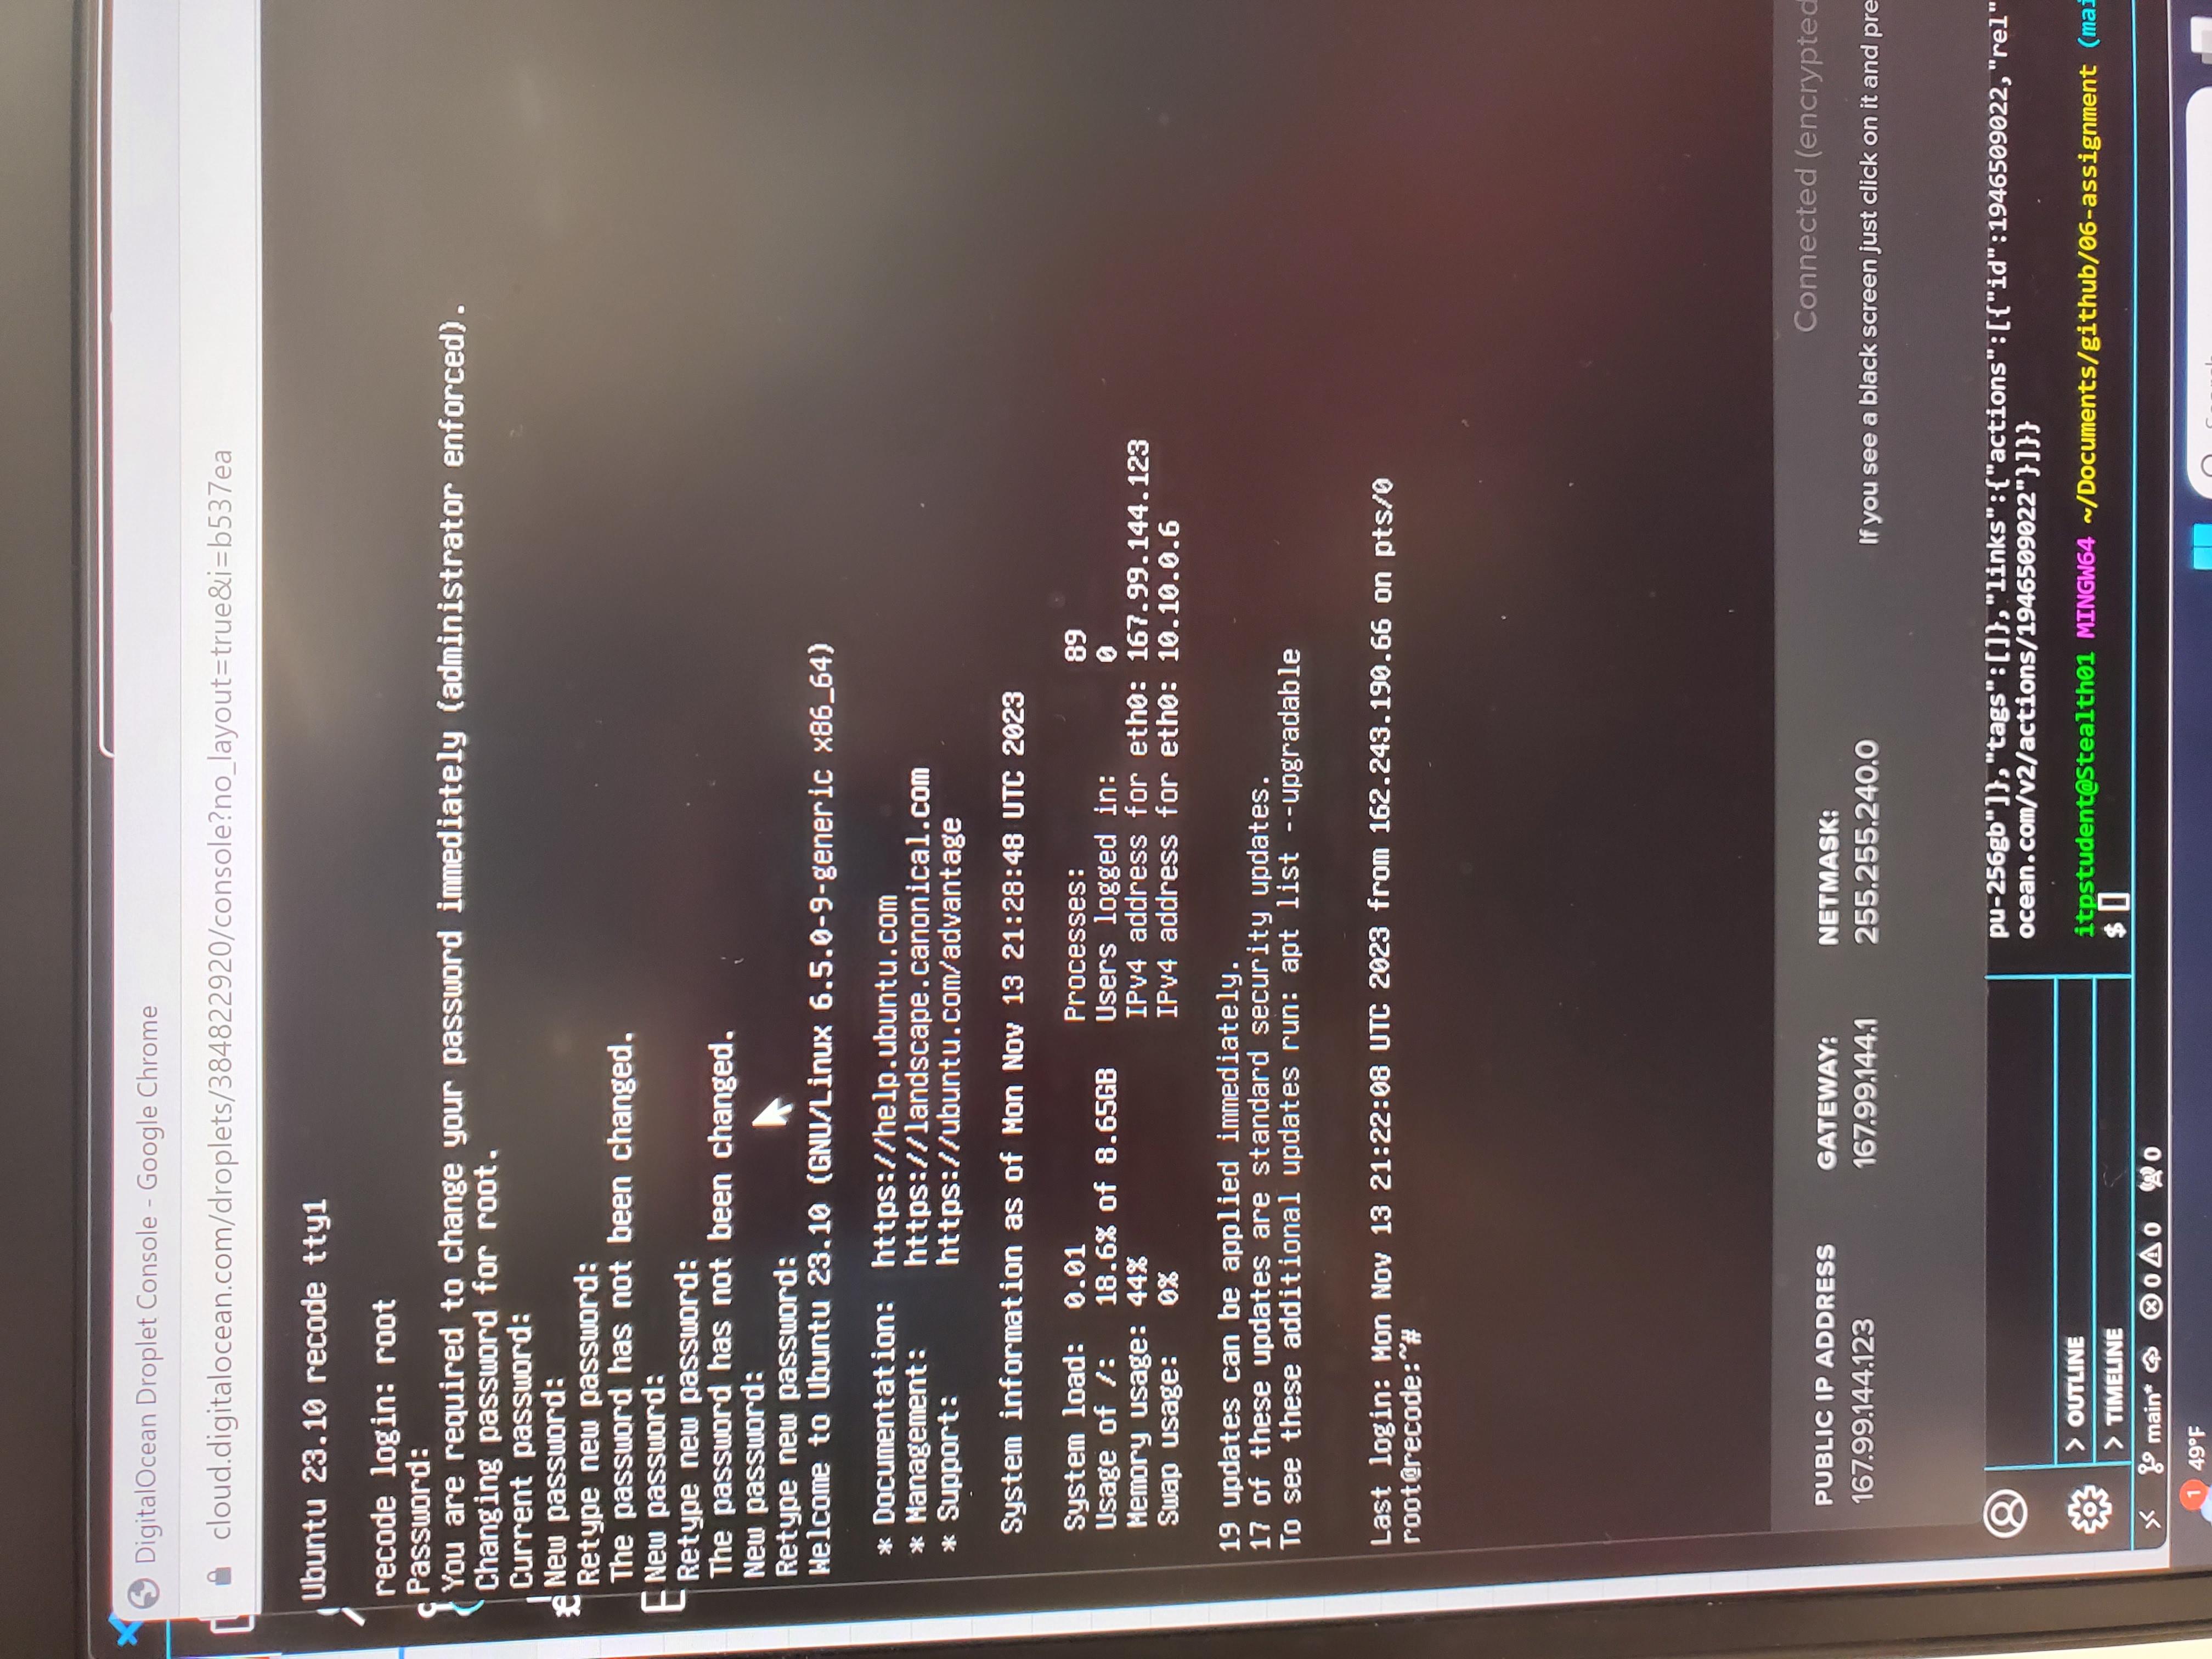 DigitalOcean Droplet Console - Google Chrome
cloud.digitalocean.com/droplets/384822920/console?no_layout=true&i=b537ea
Ubuntu 23.10 recode tty1
recode login: root
Password:
You are required to change your password immediately (administrator enforced).
Changing password for root.
Current password:
New password:
Retype new password:
The password has not been changed.
New password:
Retype new password:
The password has not been changed.
New password:
Retype new password:
Welcome to Ubuntu 23.10 (GNU/Linux 6.5.0-9-generic x86_64)
* Documentation: https://help.ubuntu.com
* Management: https://landscape.canonical.com
* Support: https://ubuntu.com/advantage
System information as of Mon Nov 13 21:28:48 UTC 2023
System load: 0.01 Processes: 89
Usage of /: 18.6% of 8.65GB Users logged in: 0
Memory usage: 44% IPv4 address for eth0: 167.99.144.123
Swap usage: 0% IPv4 address for eth0: 10.10.0.6
19 updates can be applied immediately.
17 of these updates are standard security updates.
To see these additional updates run: apt list --upgradable
Last login: Mon Nov 13 21:22:08 UTC 2023 from 162.243.190.66 on pts/0
root@recode:~#
Connected (encrypted
PUBLIC IP ADDRESS GATEWAY: NETMASK:
167.99.144.123 167.99.144.1 255.255.240.0 If you see a black screen just click on it and pre
pu-256gb"]},"tags":[]},"links":{"actions":[{"id":1946509022,"rel"
ocean.com/v2/actions/1946509022"}]}}
> OUTLINE
itpstudent@Stealth01 MINGW64 ~/Documents/github/06-assignment (mai
> TIMELINE
$
main* 0 0 0
1 49°F